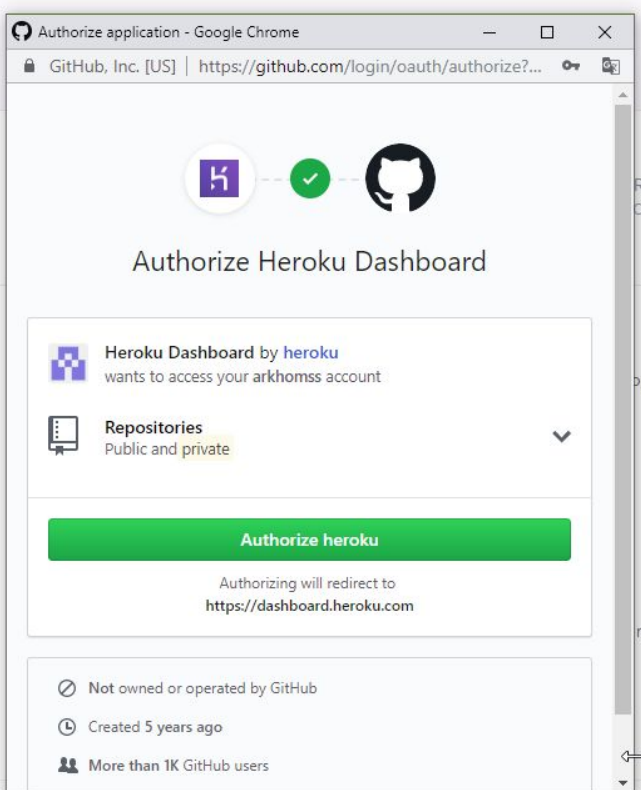 Authorize application - Google Chrome
GitHub, Inc. [US] | https://github.com/login/oauth/authorize?...
Authorize Heroku Dashboard
Heroku Dashboard by heroku
wants to access your arkhomss account
Repositories
Public and private
Authorize heroku
Authorizing will redirect to
https://dashboard.heroku.com
Not owned or operated by GitHub
Created 5 years ago
More than 1K GitHub users